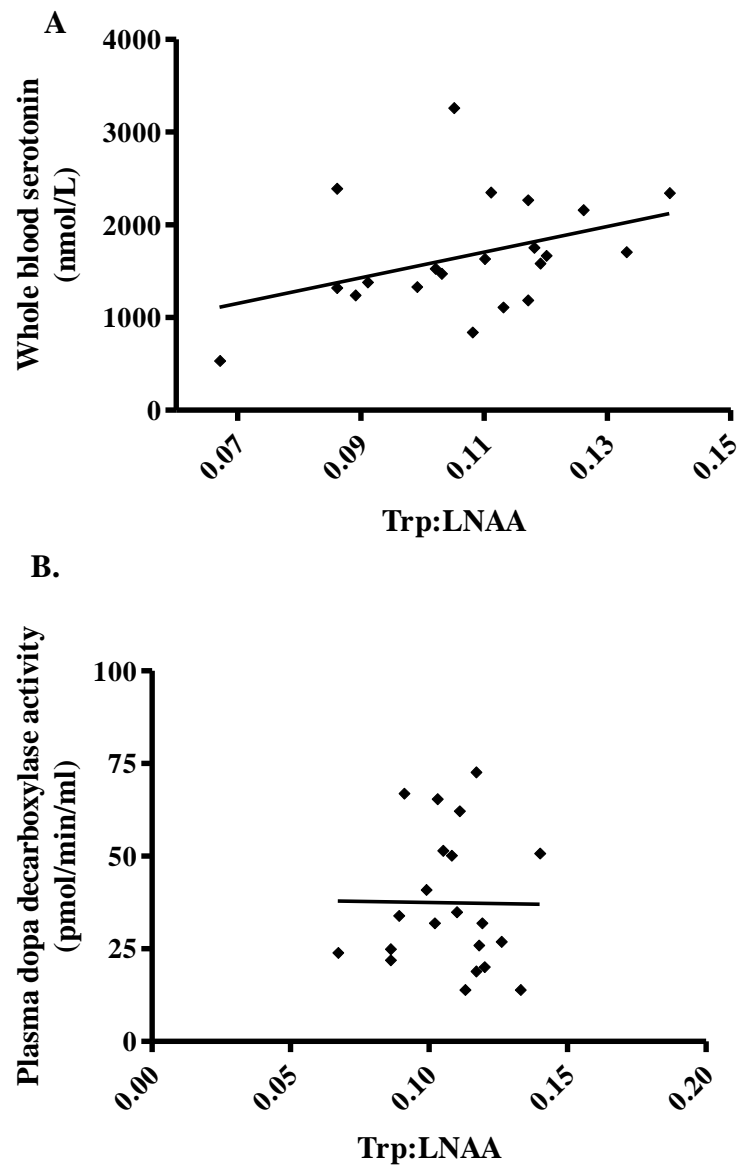 A
Whole blood serotonin
(nmol/L)
4000
3000
2000
1000
0
0.07
0.09
0.11
0.13
0.15
Trp:LNAA
B.
Plasma dopa decarboxylase activity
(pmol/min/ml)
100
75
50
25
0
0.00
0.05
0.10
0.15
0.20
Trp:LNAA